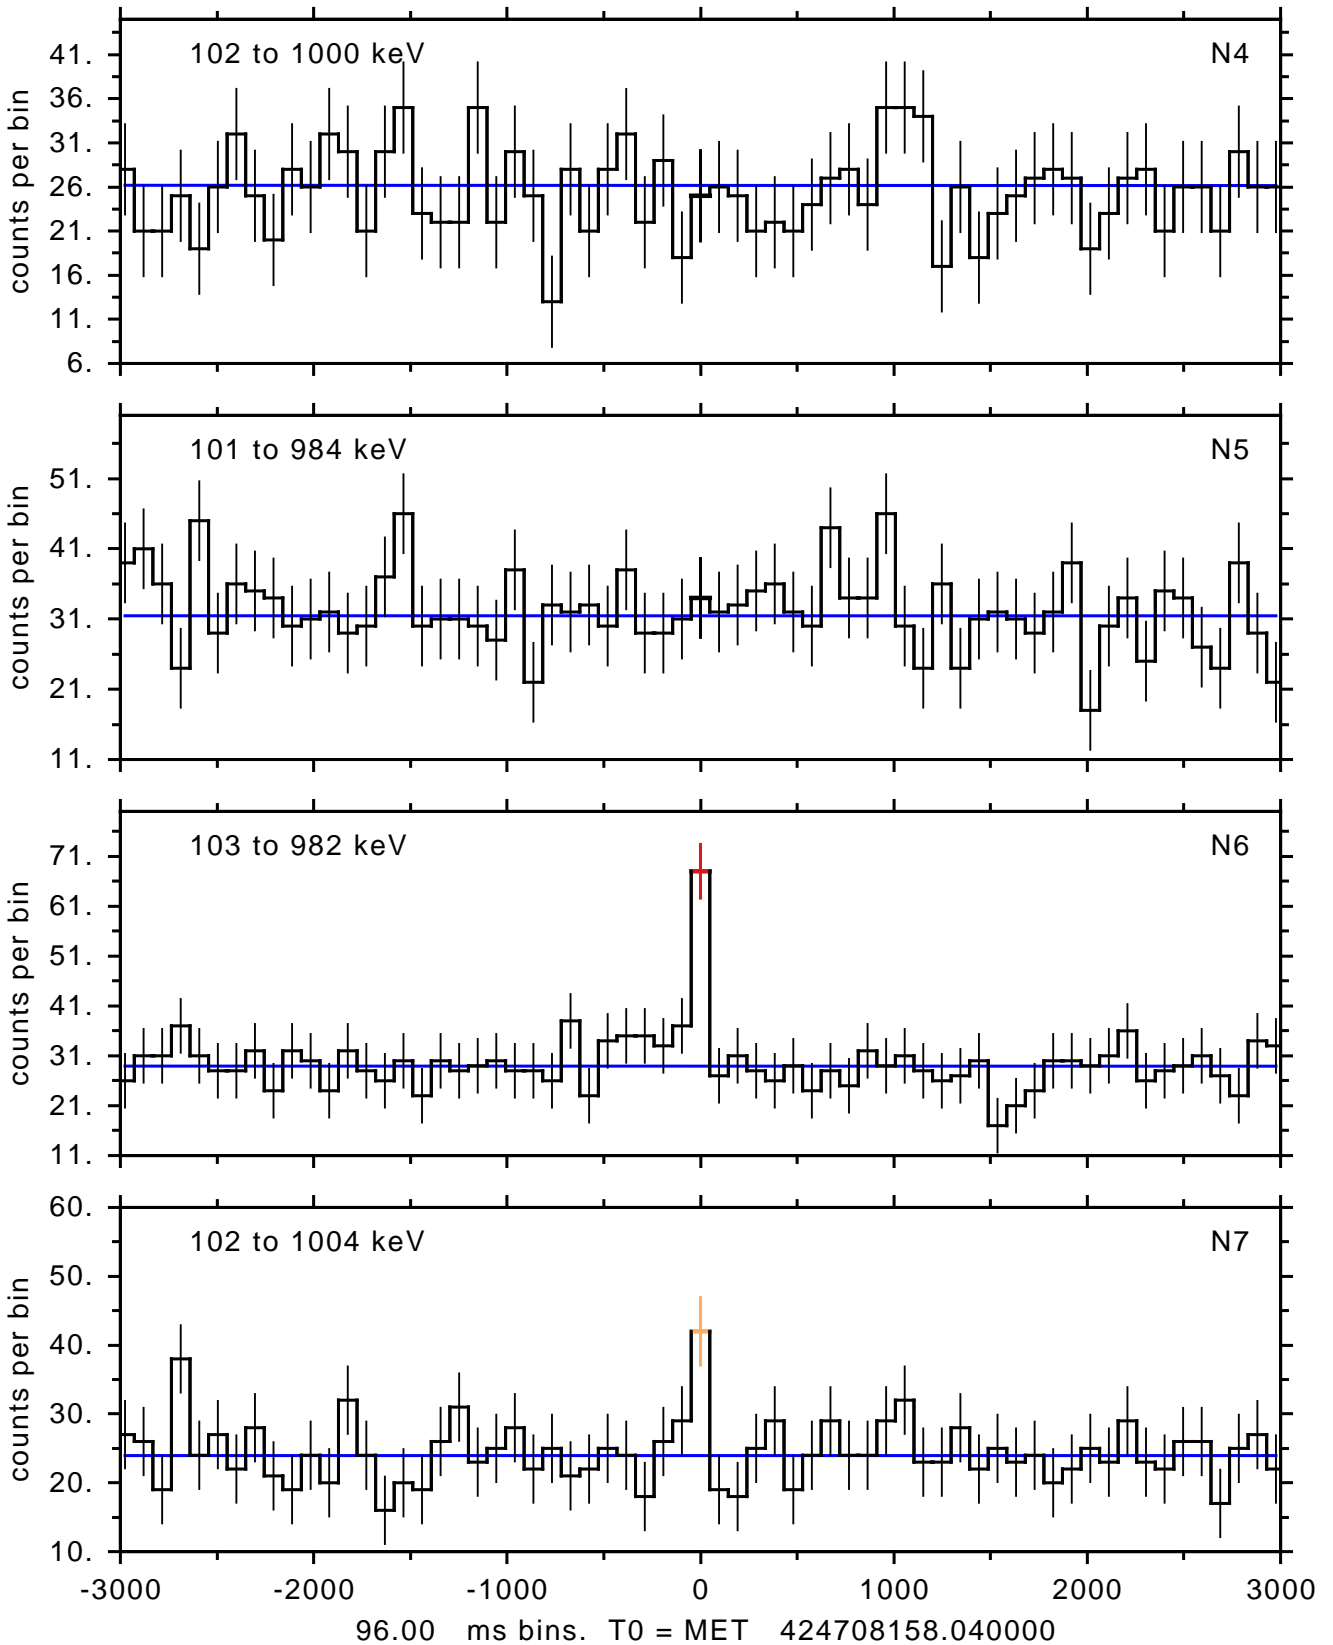 102 to 1000 keV N4
counts per bin
41.
36.
31.
26.
21.
16.
11.
6.
101 to 984 keV N5
counts per bin
51.
41.
31.
21.
11.
103 to 982 keV N6
counts per bin
71.
61.
51.
41.
31.
21.
11.
102 to 1004 keV N7
counts per bin
60.
50.
40.
30.
20.
10.
-3000 -2000 -1000 0 1000 2000 3000
96.00 ms bins. T0 = MET 424708158.040000